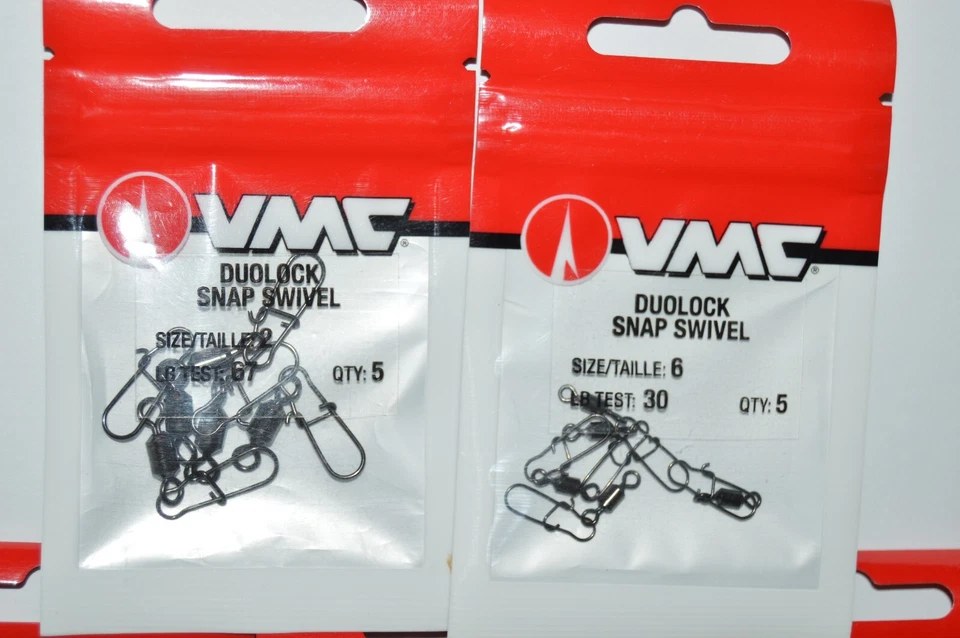 VMC®
DUOLOCK
SNAP SWIVEL
SIZE/TAILLE: 2
LB TEST: 67 QTY: 5
VMC®
DUOLOCK
SNAP SWIVEL
SIZE/TAILLE: 6
LB TEST: 30 QTY: 5